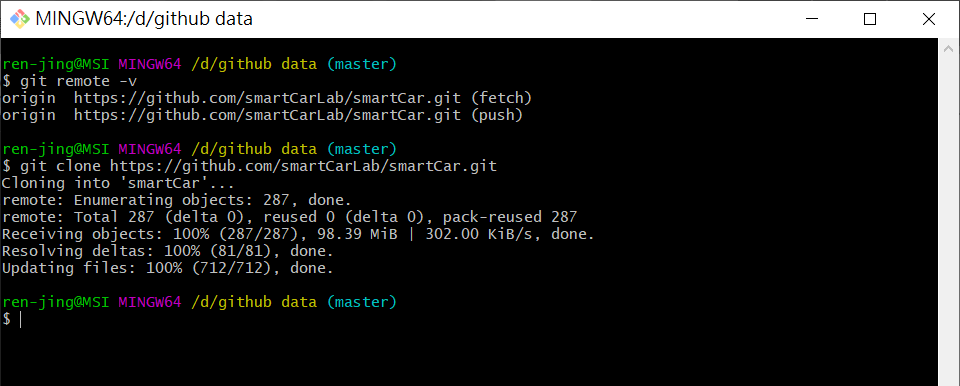 MINGW64:/d/github data
ren-jing@MSI MINGW64 /d/github data (master)
$ git remote -v
origin  https://github.com/smartCarLab/smartCar.git (fetch)
origin  https://github.com/smartCarLab/smartCar.git (push)
ren-jing@MSI MINGW64 /d/github data (master)
$ git clone https://github.com/smartCarLab/smartCar.git
Cloning into 'smartCar'...
remote: Enumerating objects: 287, done.
remote: Total 287 (delta 0), reused 0 (delta 0), pack-reused 287
Receiving objects: 100% (287/287), 98.39 MiB | 302.00 KiB/s, done.
Resolving deltas: 100% (81/81), done.
Updating files: 100% (712/712), done.
ren-jing@MSI MINGW64 /d/github data (master)
$